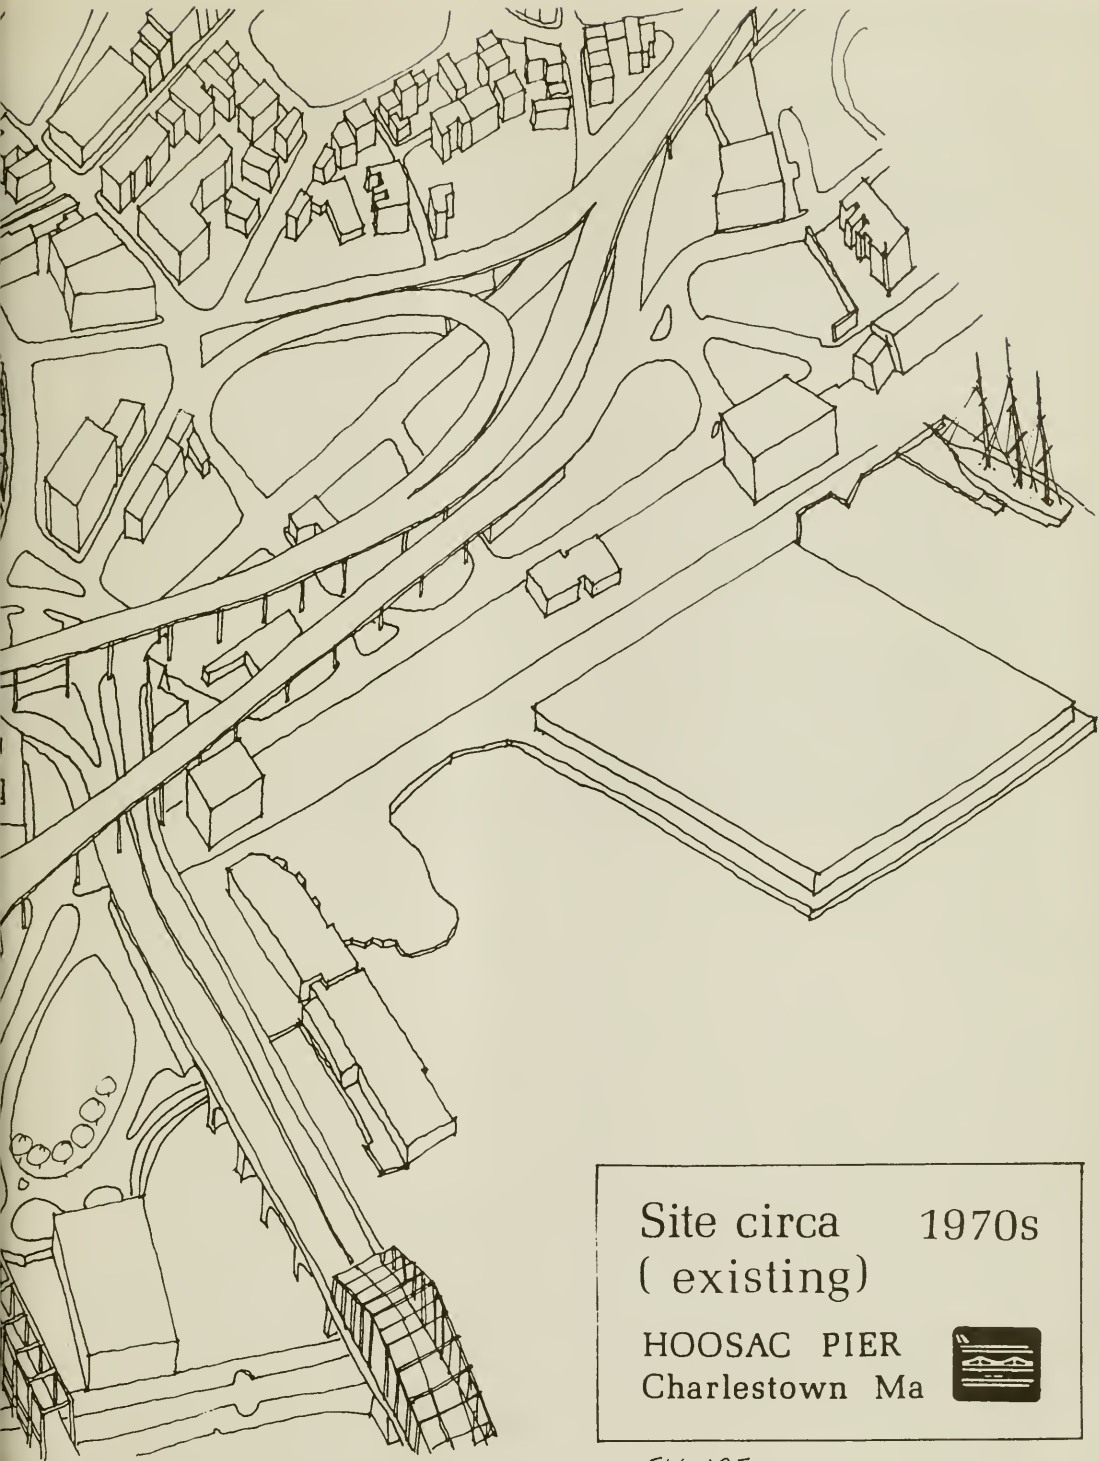 Site circa 1970s
( existing)
HOOSAC PIER
Charlestown Ma